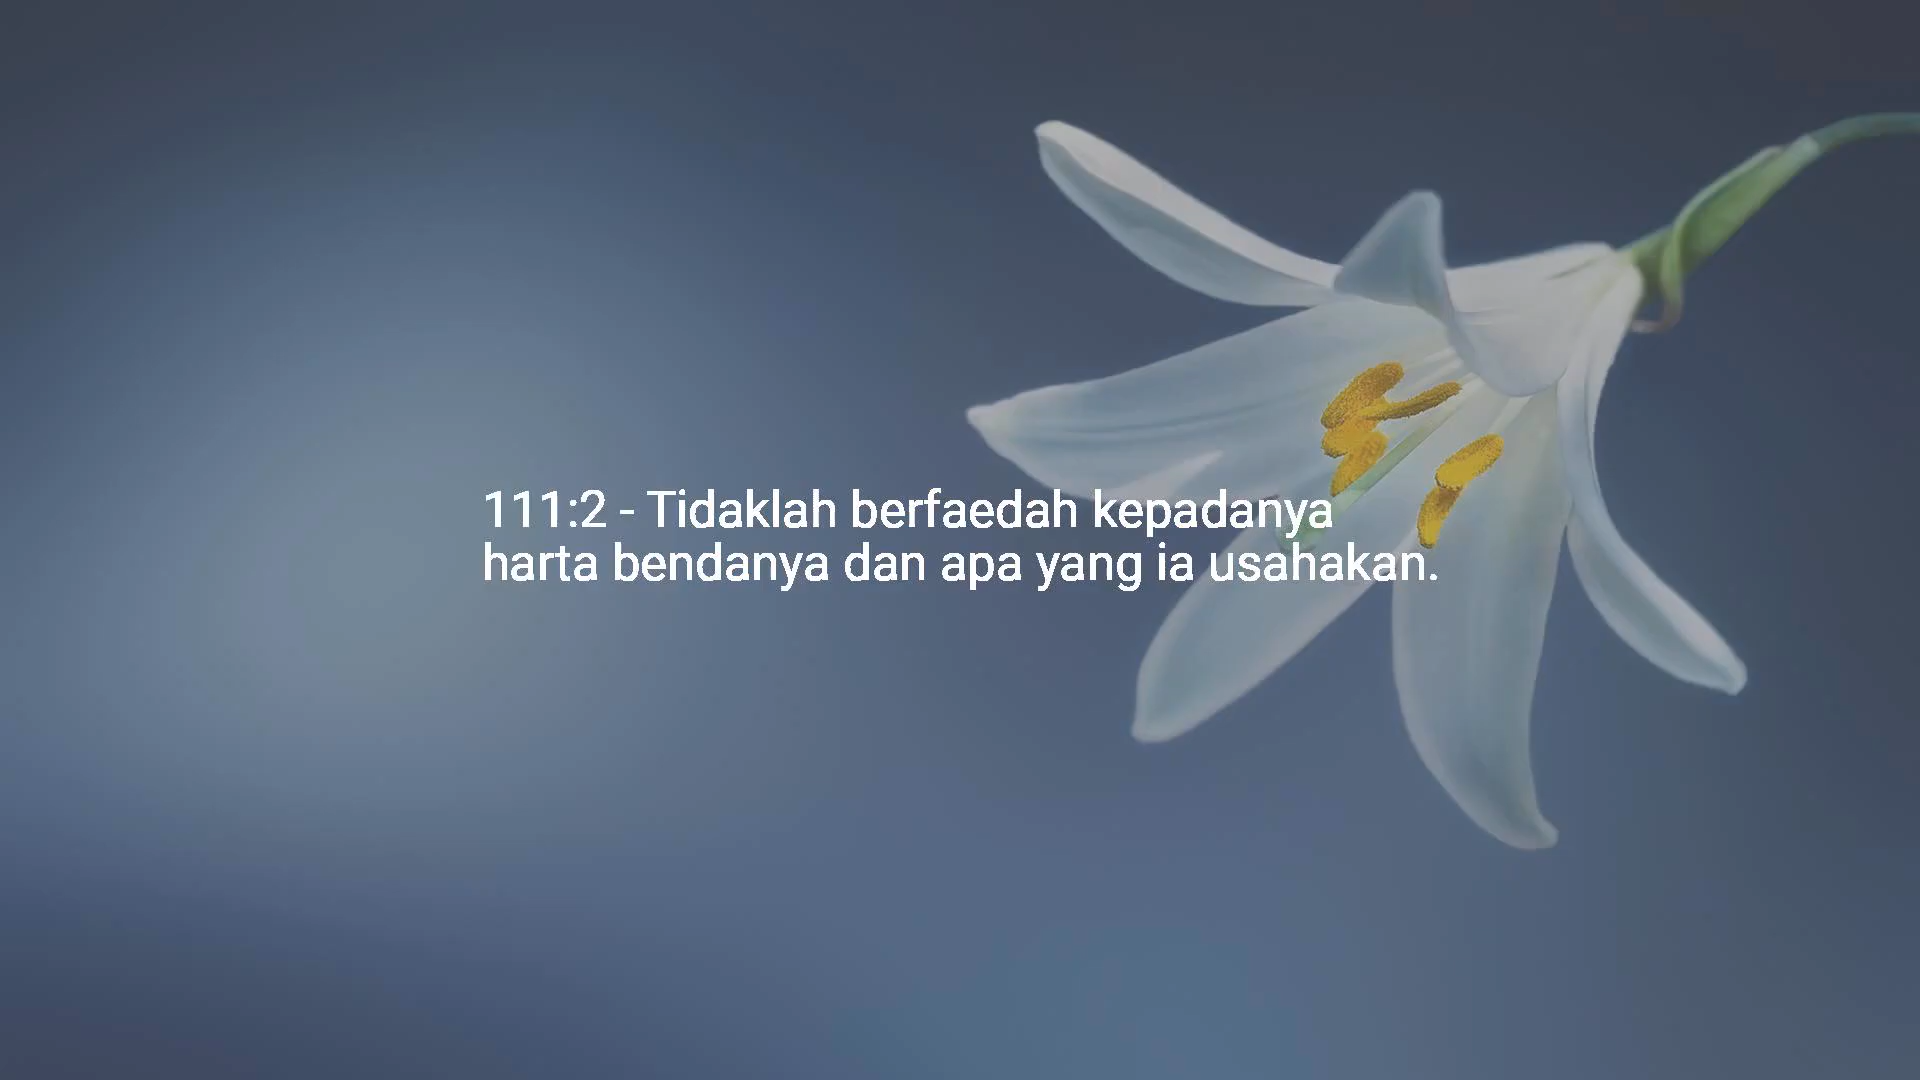 111:2 - Tidaklah berfaedah kepadanya
harta bendanya dan apa yang ia usahakan.